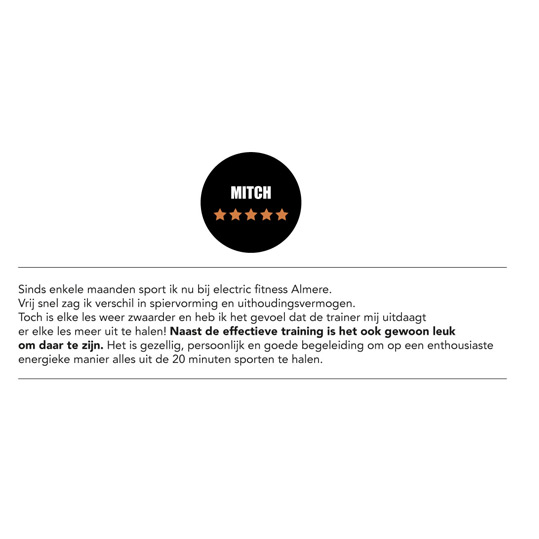 MITCH
Sinds enkele maanden sport ik nu bij electric fitness Almere.
Vrij snel zag ik verschil in spiervorming en uithoudingsvermogen.
Toch is elke les weer zwaarder en heb ik het gevoel dat de trainer mij uitdaagt
er elke les meer uit te halen! Naast de effectieve training is het ook gewoon leuk
om daar te zijn. Het is gezellig, persoonlijk en goede begeleiding om op een enthousiaste
energieke manier alles uit de 20 minuten sporten te halen.